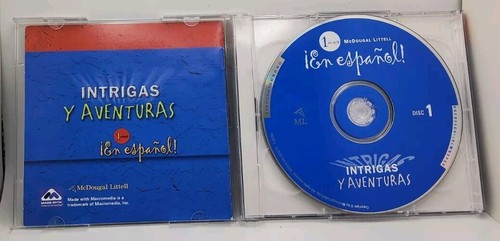 INTRIGAS
Y AVENTURAS
1
¡En español!
McDougal Littell
Made with Macromedia is a
trademark of Macromedia, Inc.
1
McDOUGAL LITTELL
¡En español!
ML
DISC 1
INTRIGAS
Y AVENTURAS